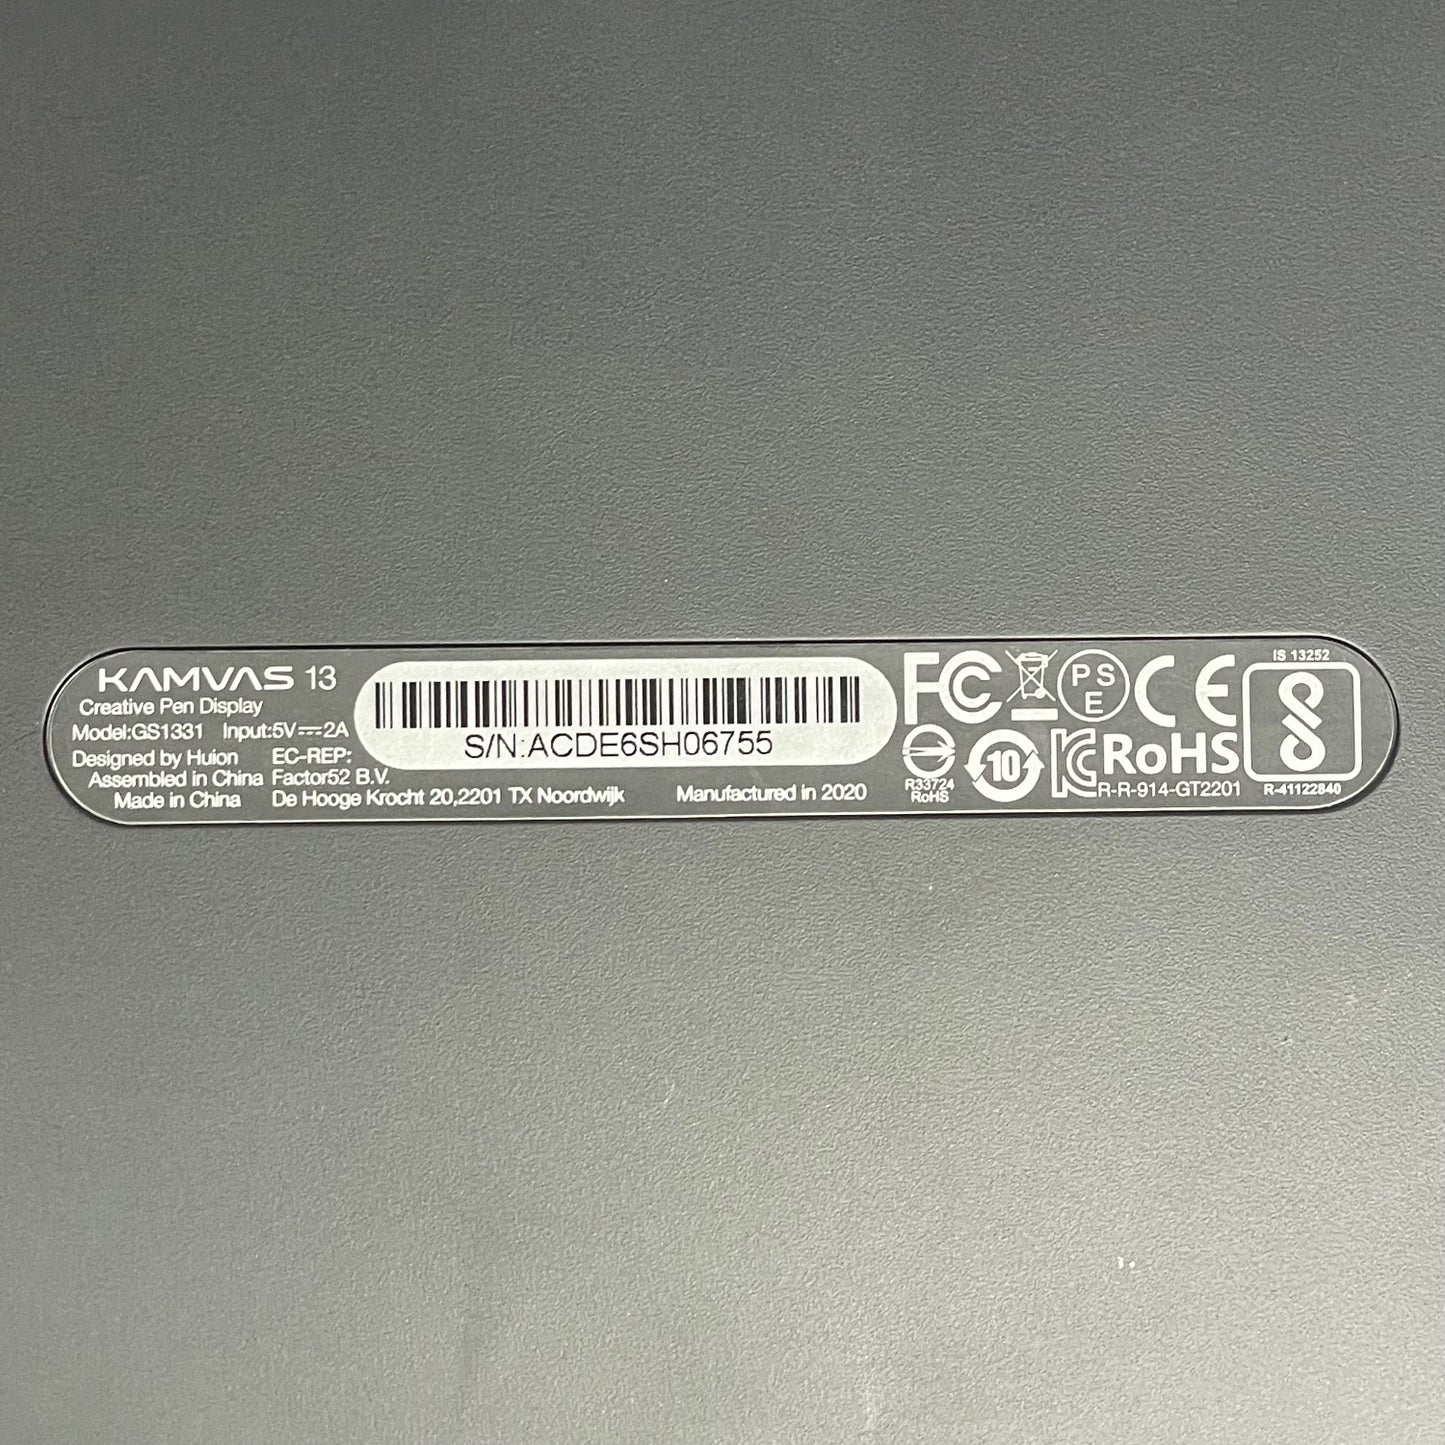 KAMVAS 13
Creative Pen Display
Model:GS1331 Input:5V⎓2A
Designed by Huion
Assembled in China
Made in China
EC-REP:
Factor52 B.V.
De Hooge Krocht 20,2201 TX Noordwijk
S/N:ACDE6SH06755
Manufactured in 2020
FC
PS
E
CE
R33724
RoHS
10
KC
RoHS
R-R-914-GT2201
IS 13252
R-41122840